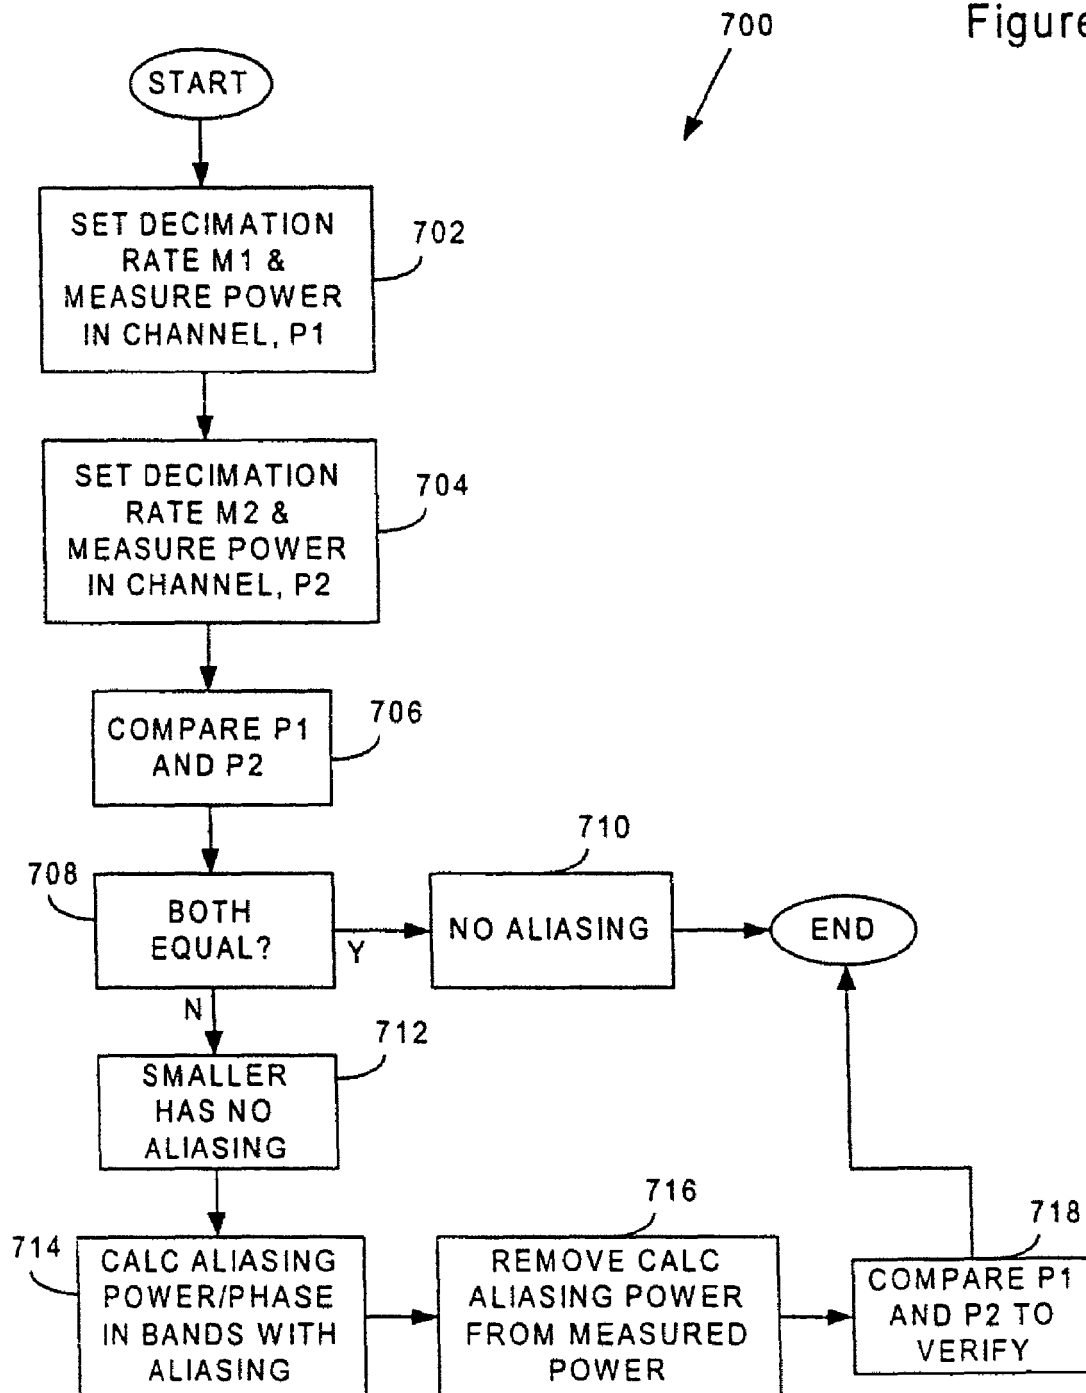 Figure
700
START
SET DECIMATION
RATE M1 &
MEASURE POWER
IN CHANNEL, P1
702
SET DECIMATION
RATE M2 &
MEASURE POWER
IN CHANNEL, P2
704
COMPARE P1
AND P2
706
708
BOTH
EQUAL?
Y
N
710
NO ALIASING
END
712
SMALLER
HAS NO
ALIASING
714
CALC ALIASING
POWER/PHASE
IN BANDS WITH
ALIASING
716
REMOVE CALC
ALIASING POWER
FROM MEASURED
POWER
718
COMPARE P1
AND P2 TO
VERIFY